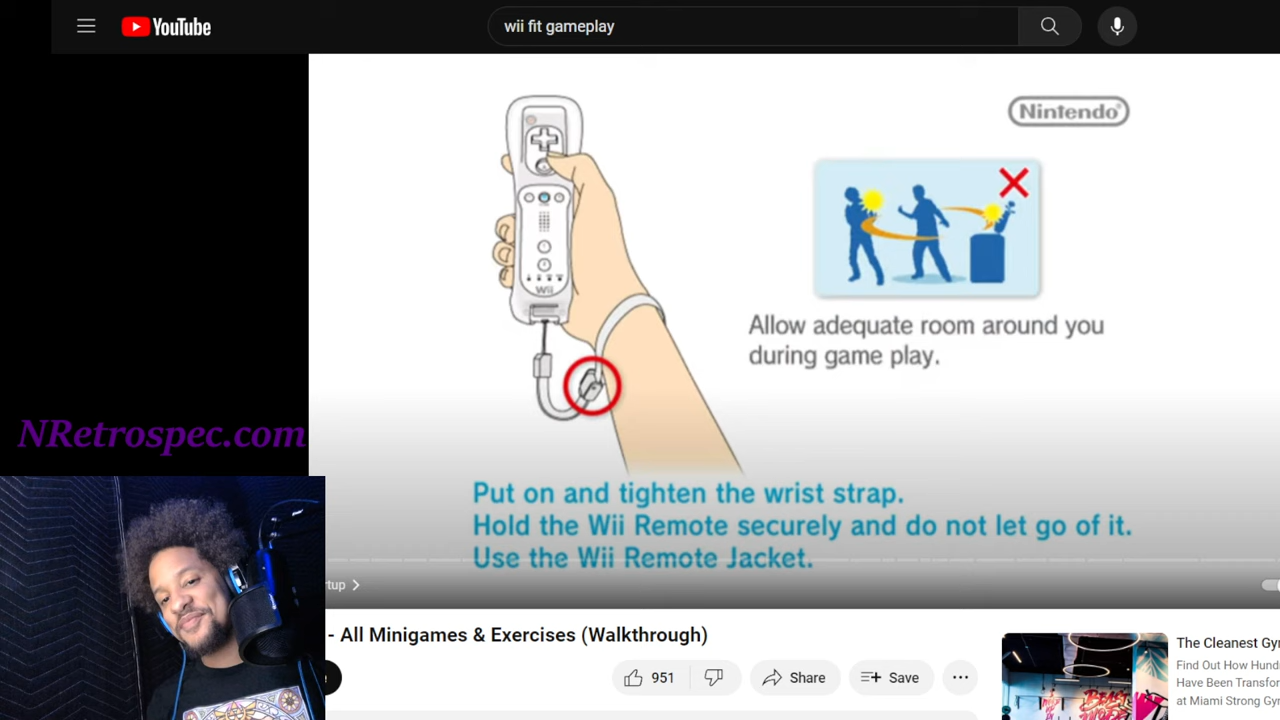 YouTube
wii fit gameplay
Nintendo
Wii
Allow adequate room around you
during game play.
NRetrospec.com
Put on and tighten the wrist strap.
Hold the Wii Remote securely and do not let go of it.
Use the Wii Remote Jacket.
- All Minigames & Exercises (Walkthrough)
951
Share
Save
The Cleanest Gy
Find Out How Hund
Have Been Transfor
at Miami Strong Gy